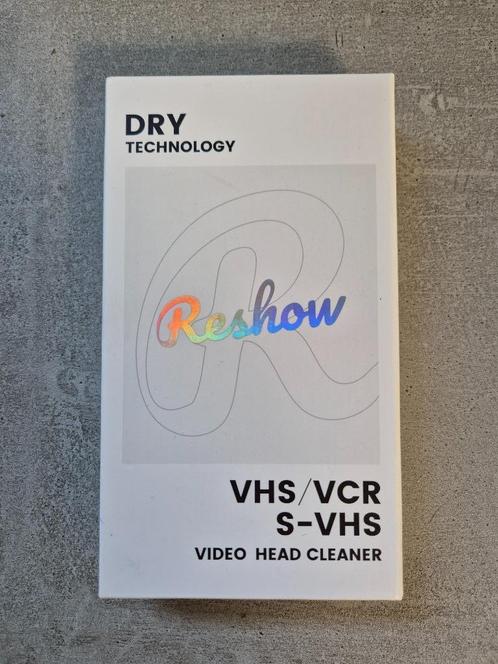 DRY
TECHNOLOGY
Reshow
VHS/VCR
S-VHS
VIDEO HEAD CLEANER